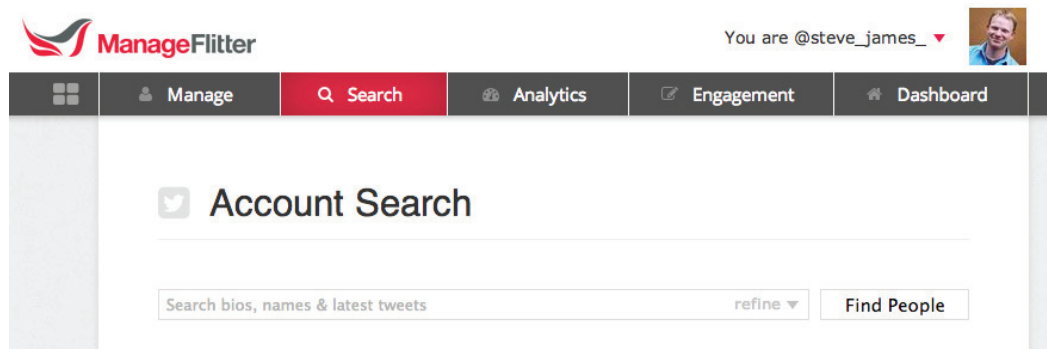 ManageFlitter
You are @steve_james_
Manage
Search
Analytics
Engagement
Dashboard
Account Search
Search bios, names & latest tweets
refine
Find People